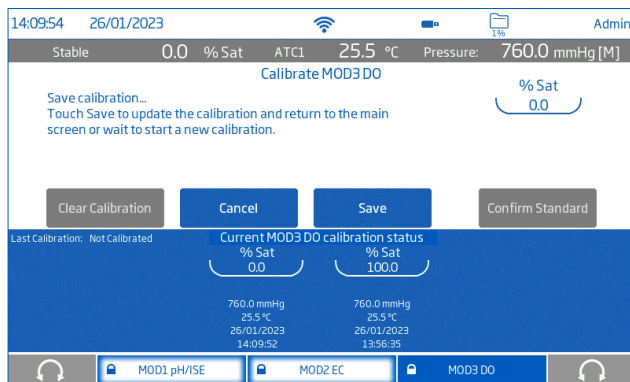 14:09:54 26/01/2023 1% Admin
Stable 0.0 % Sat ATC1 25.5 °C Pressure: 760.0 mmHg [M]
Calibrate MOD3 DO
% Sat
0.0
Save calibration...
Touch Save to update the calibration and return to the main
screen or wait to start a new calibration.
Clear Calibration Cancel Save Confirm Standard
Last Calibration: Not Calibrated Current MOD3 DO calibration status
% Sat % Sat
0.0 100.0
760.0 mmHg 760.0 mmHg
25.5 °C 25.5 °C
26/01/2023 26/01/2023
14:09:52 13:56:35
MOD1 pH/ISE MOD2 EC MOD3 DO